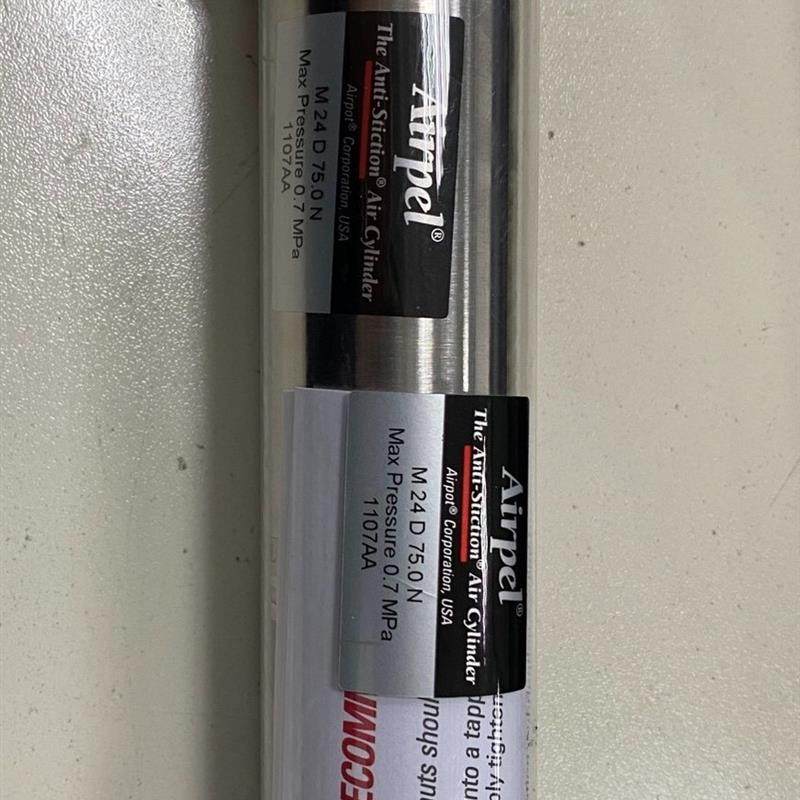 Airpel®
The Anti-Stiction® Air Cylinder
Airpot® Corporation, USA
M 24 D 75.0 N
Max Pressure 0.7 MPa
1107AA
Airpel®
The Anti-Stiction® Air Cylinder
Airpot® Corporation, USA
M 24 D 75.0 N
Max Pressure 0.7 MPa
1107AA
into a